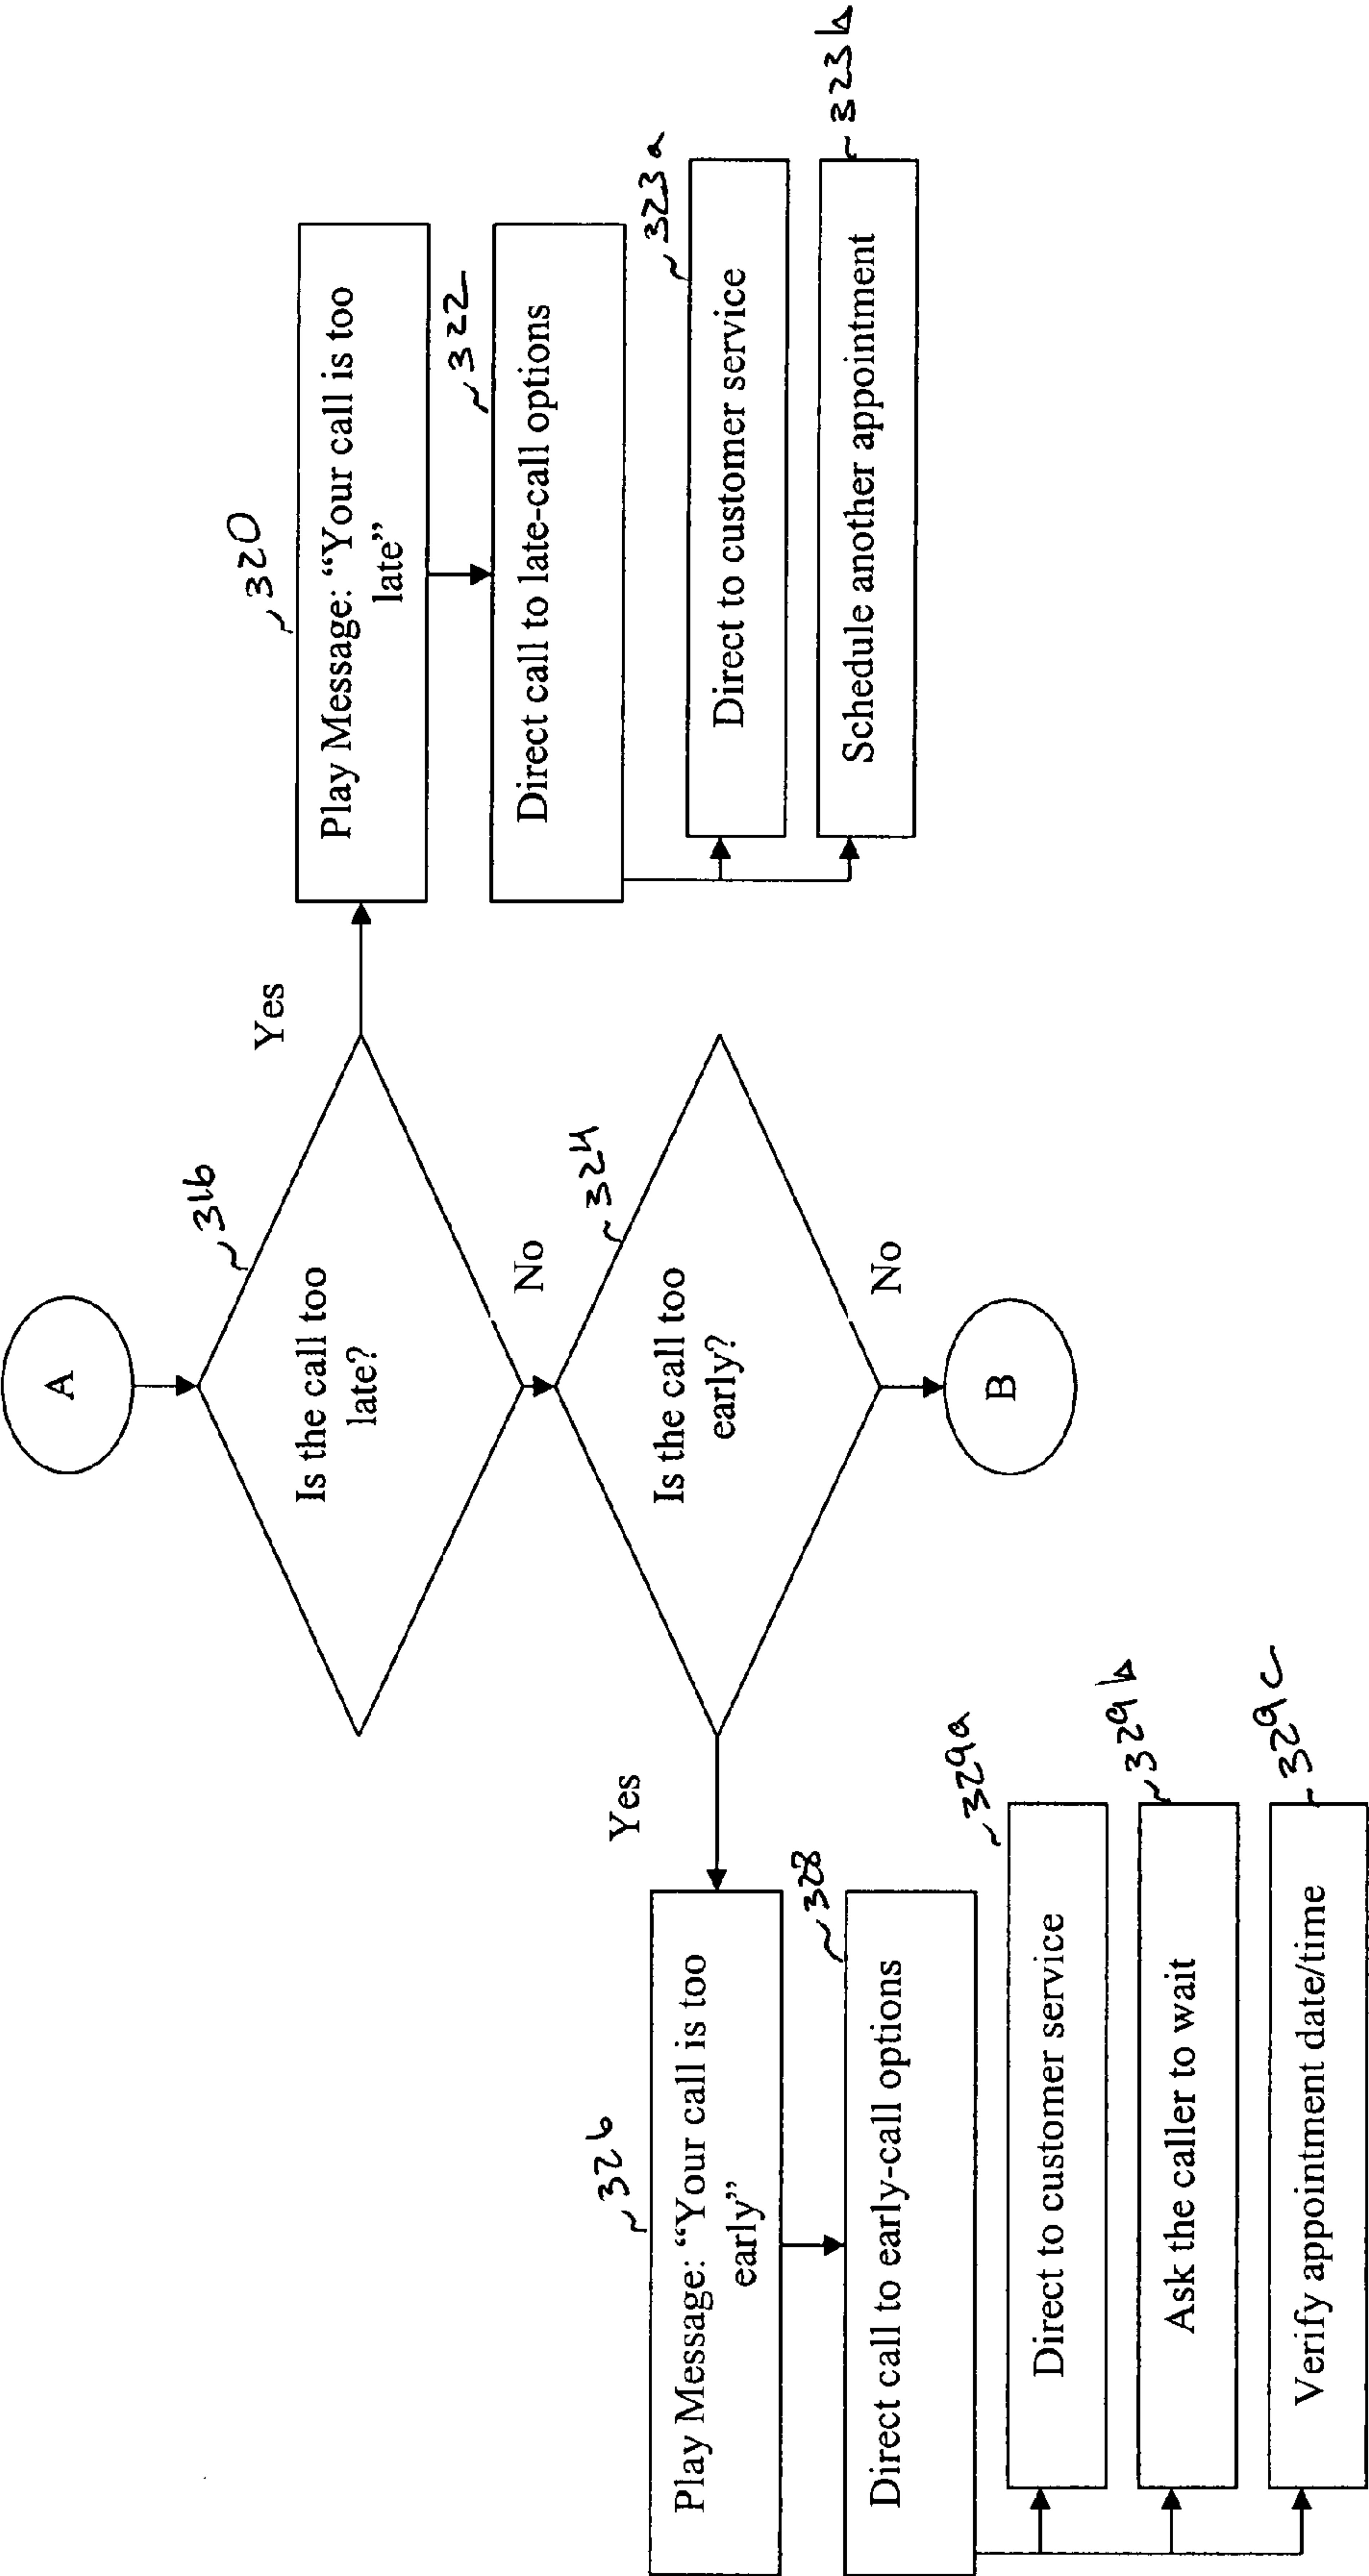 A
316
Is the call too
late?
Yes
320
Play Message: “Your call is too
late”
322
Direct call to late-call options
323a
Direct to customer service
323b
Schedule another appointment
No
324
Is the call too
early?
Yes
326
Play Message: “Your call is too
early”
328
Direct call to early-call options
329a
Direct to customer service
329b
Ask the caller to wait
329c
Verify appointment date/time
No
B